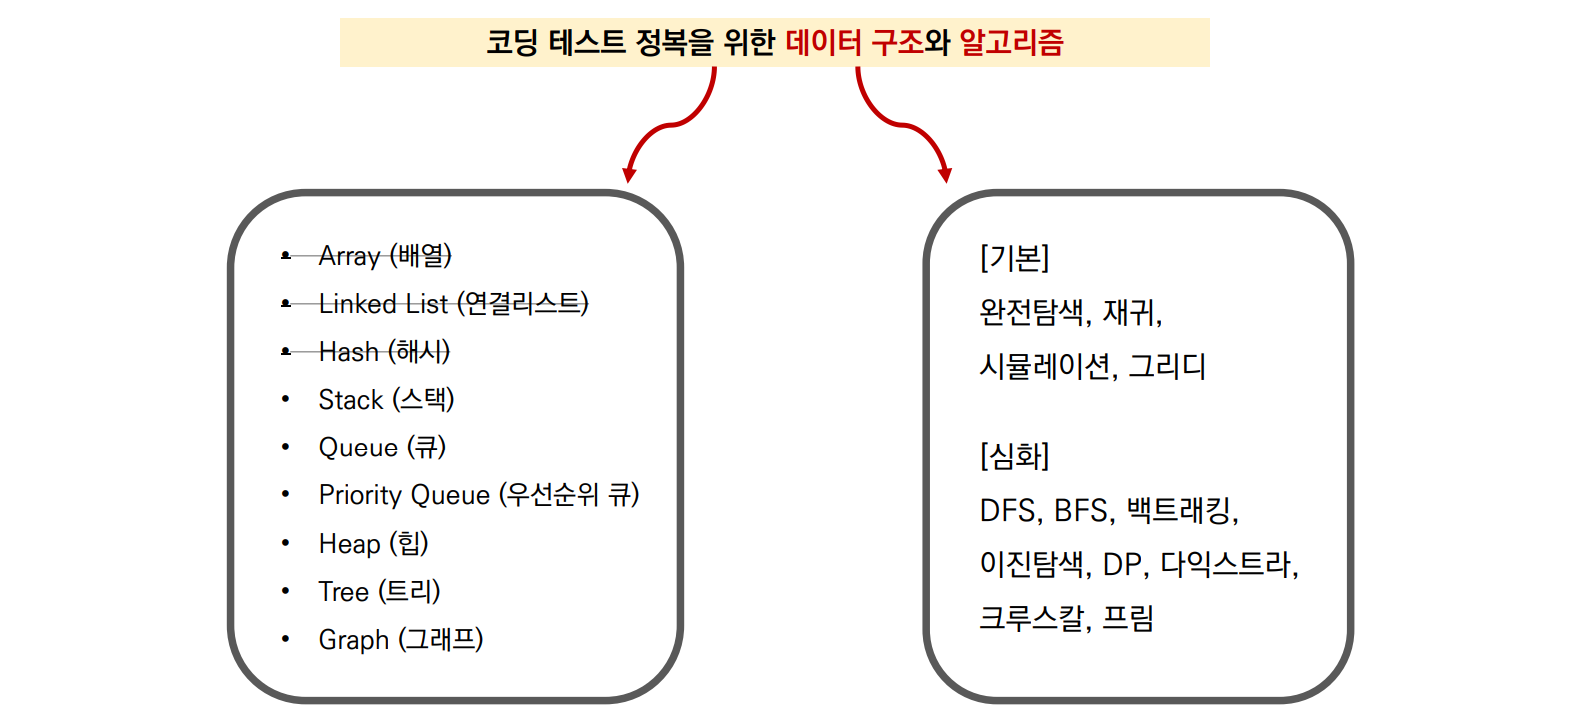 코딩 테스트 정복을 위한 데이터 구조와 알고리즘
• Array (배열)
• Linked List (연결리스트)
• Hash (해시)
• Stack (스택)
• Queue (큐)
• Priority Queue (우선순위 큐)
• Heap (힙)
• Tree (트리)
• Graph (그래프)
[기본]
완전탐색, 재귀,
시뮬레이션, 그리디
[심화]
DFS, BFS, 백트래킹,
이진탐색, DP, 다익스트라,
크루스칼, 프림